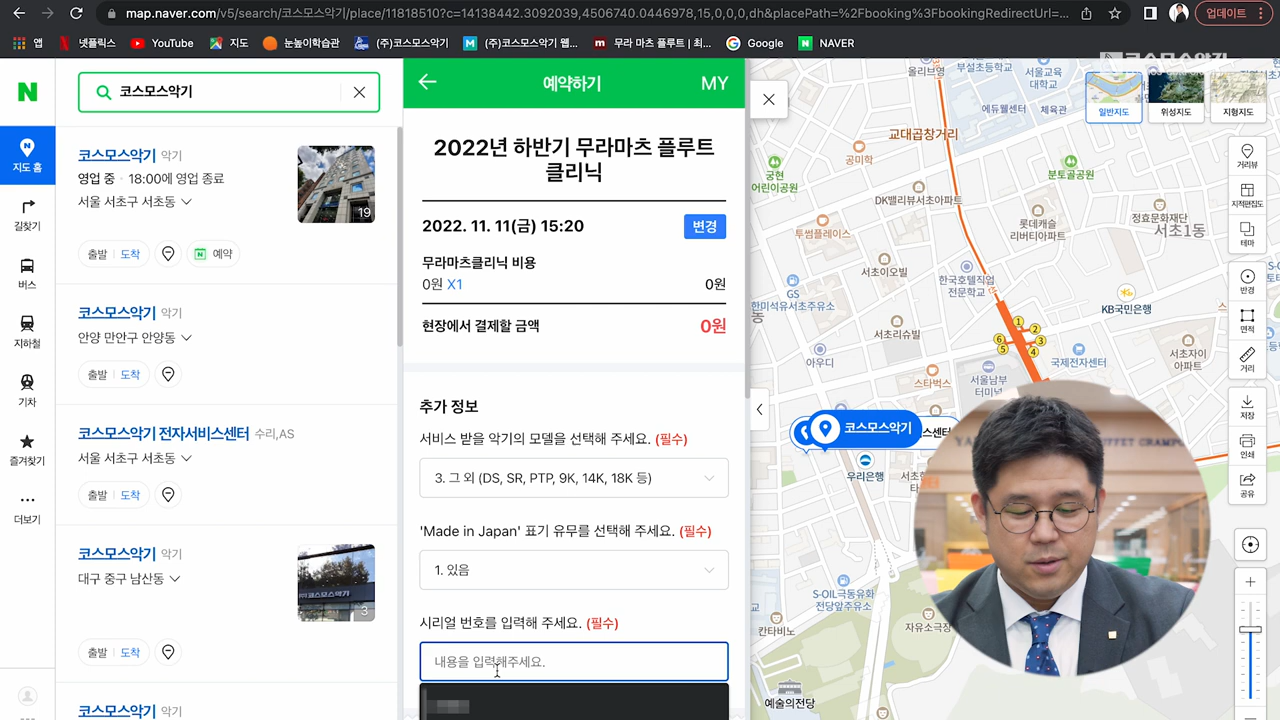 map.naver.com/v5/search/코스모스악기/place/11818510?c=14138442.3092039,4506740.0446978,15,0,0,0,dh&placePath=%2Fbooking%3FbookingRedirectUrl=...
업데이트
앱
넷플릭스
YouTube
지도
눈높이학습관
(주)코스모스악기
(주)코스모스악기 웹...
무라 마츠 플루트 | 최...
Google
NAVER
N
지도 홈
길찾기
버스
지하철
기차
즐겨찾기
더보기
코스모스악기
코스모스악기 악기
영업 중 · 18:00에 영업 종료
서울 서초구 서초동
19
출발 도착
예약
코스모스악기 악기
안양 만안구 안양동
출발 도착
코스모스악기 전자서비스센터 수리,AS
서울 서초구 서초동
출발 도착
코스모스악기 악기
대구 중구 남산동
3
출발 도착
코스모스악기 악기
예약하기
MY
2022년 하반기 무라마츠 플루트
클리닉
2022. 11. 11(금) 15:20
변경
무라마츠클리닉 비용
0원 X1
0원
현장에서 결제할 금액
0원
추가 정보
서비스 받을 악기의 모델을 선택해 주세요. (필수)
3. 그 외 (DS, SR, PTP, 9K, 14K, 18K 등)
'Made in Japan' 표기 유무를 선택해 주세요. (필수)
1. 있음
시리얼 번호를 입력해 주세요. (필수)
내용을 입력해주세요.
코스모스악기
일반지도
위성지도
지형지도
거리뷰
지적편집도
테마
반경
면적
거리
저장
인쇄
공유
올리브영
부설초등학교
서울교육
대학교
에듀웰센터
체육관
교대곱창거리
공미학
궁현
어린이공원
분토골공원
DK밸리뷰서초아파트
투썸플레이스
롯데캐슬
리버티아파트
정효문화재단
서초1동
서초이오빌
한국호텔직업
전문학교
GS
한미석유서초주유소
KB국민은행
서초리슈빌
아우디
1
2
3
4
5
6
국제전자센터
서초자이
아파트
스타벅스
서울남부
터미널
코스모스악기
스센터
우리은행
S-OIL극동유화
전당앞주유소
칸타비노
자유소극장
예술의전당